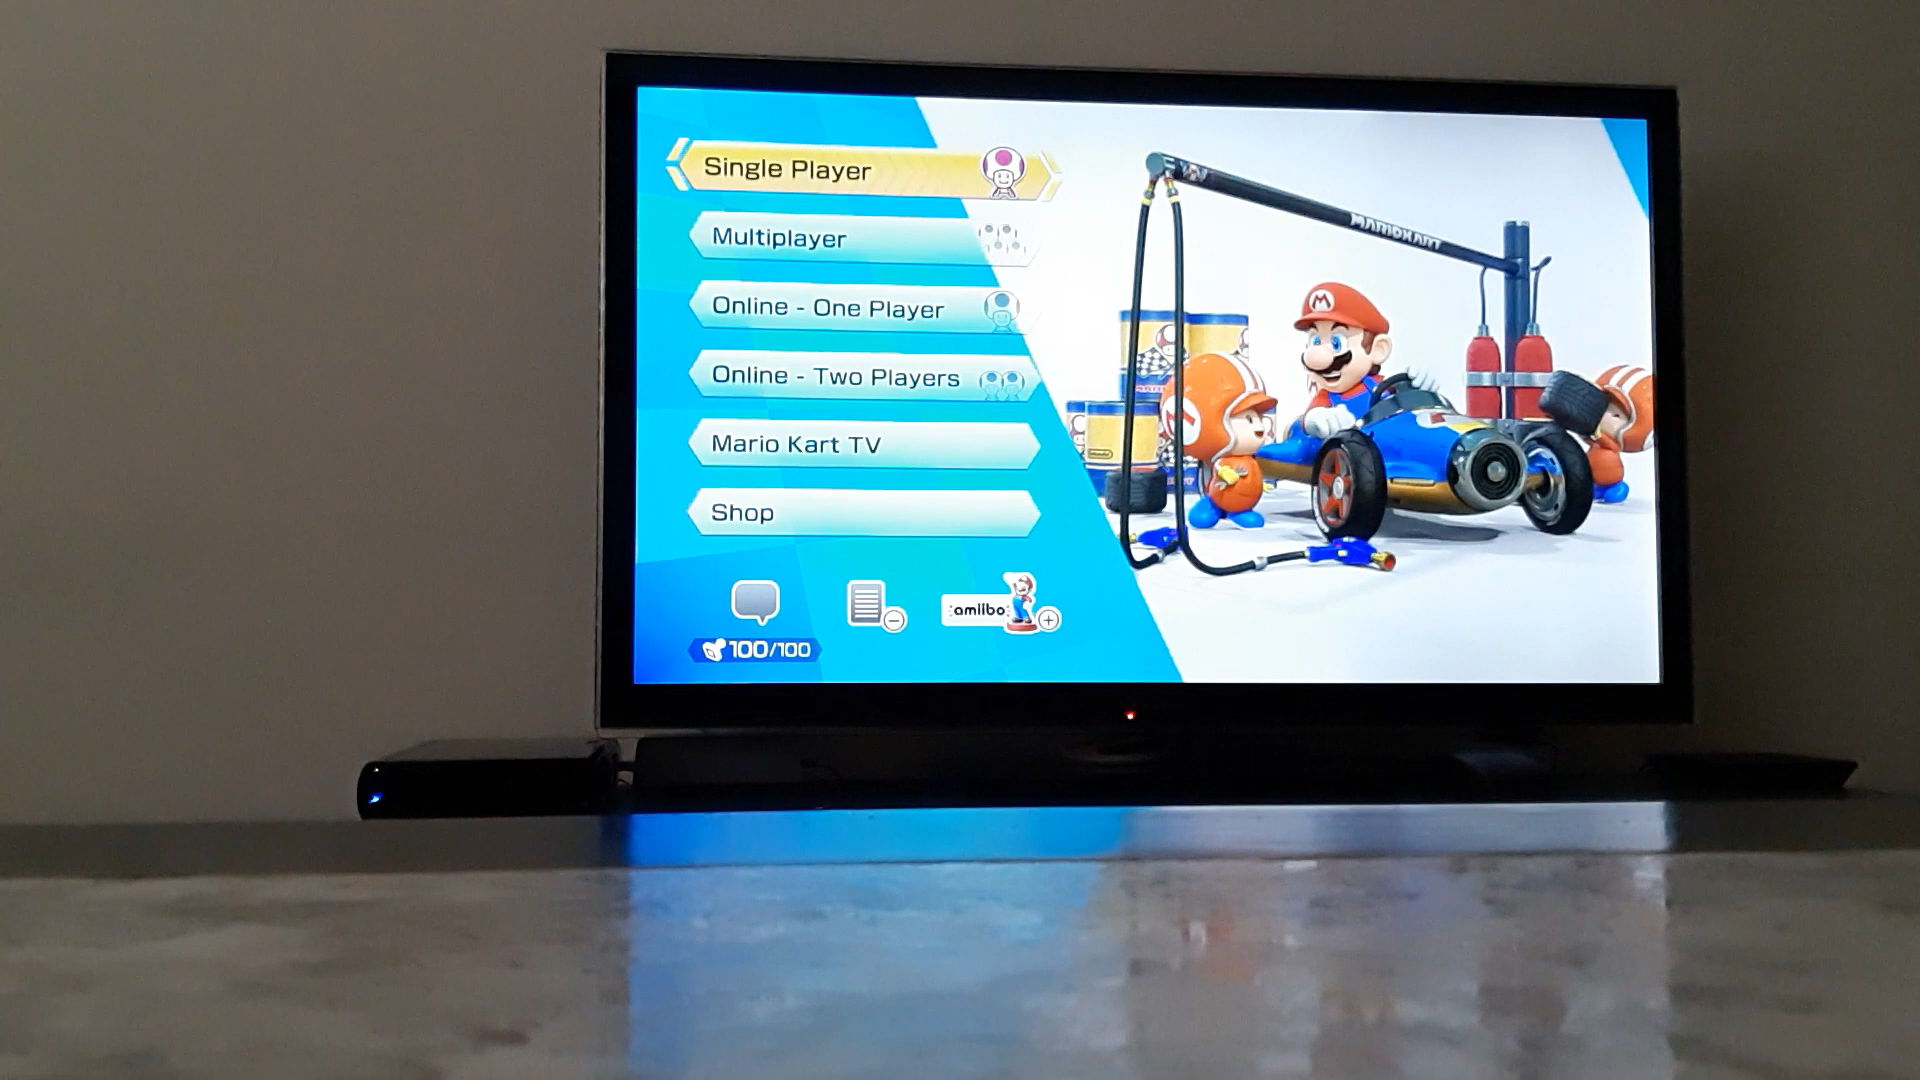 Single Player
Multiplayer
Online - One Player
Online - Two Players
Mario Kart TV
Shop
amiibo
100/100
MARIOKART
M